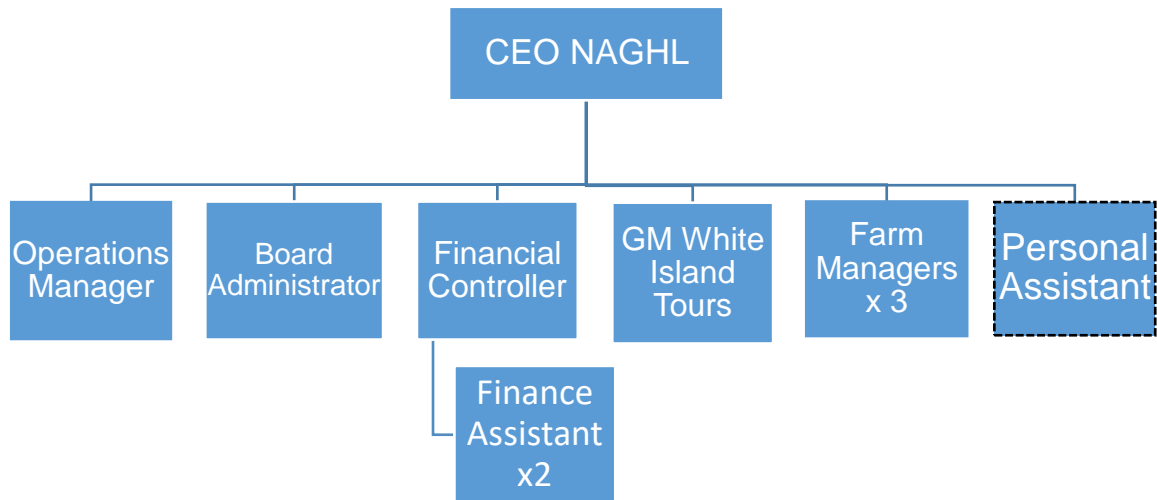 CEO NAGHL
Operations
Manager
Board
Administrator
Financial
Controller
GM White
Island
Tours
Farm
Managers
x 3
Personal
Assistant
Finance
Assistant
x2